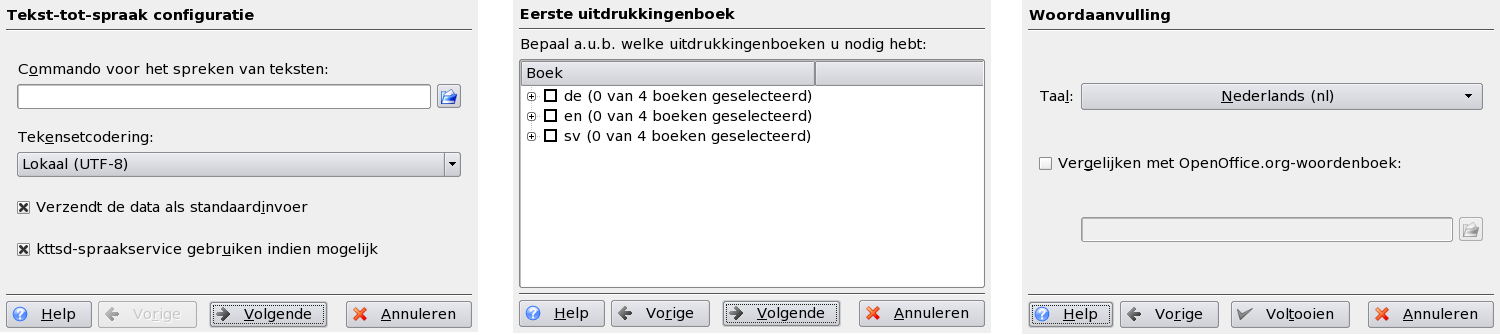 Tekst-tot-spraak configuratie
Commando voor het spreken van teksten:
Tekensetcodering:
Lokaal (UTF-8)
Verzendt de data als standaardinvoer
kttsd-spraakservice gebruiken indien mogelijk
Help Vorige Volgende Annuleren
Eerste uitdrukkingenboek
Bepaal a.u.b. welke uitdrukkingenboeken u nodig hebt:
Boek
de (0 van 4 boeken geselecteerd)
en (0 van 4 boeken geselecteerd)
sv (0 van 4 boeken geselecteerd)
Help Vorige Volgende Annuleren
Woordaanvulling
Taal: Nederlands (nl)
Vergelijken met OpenOffice.org-woordenboek:
Help Vorige Voltooien Annuleren